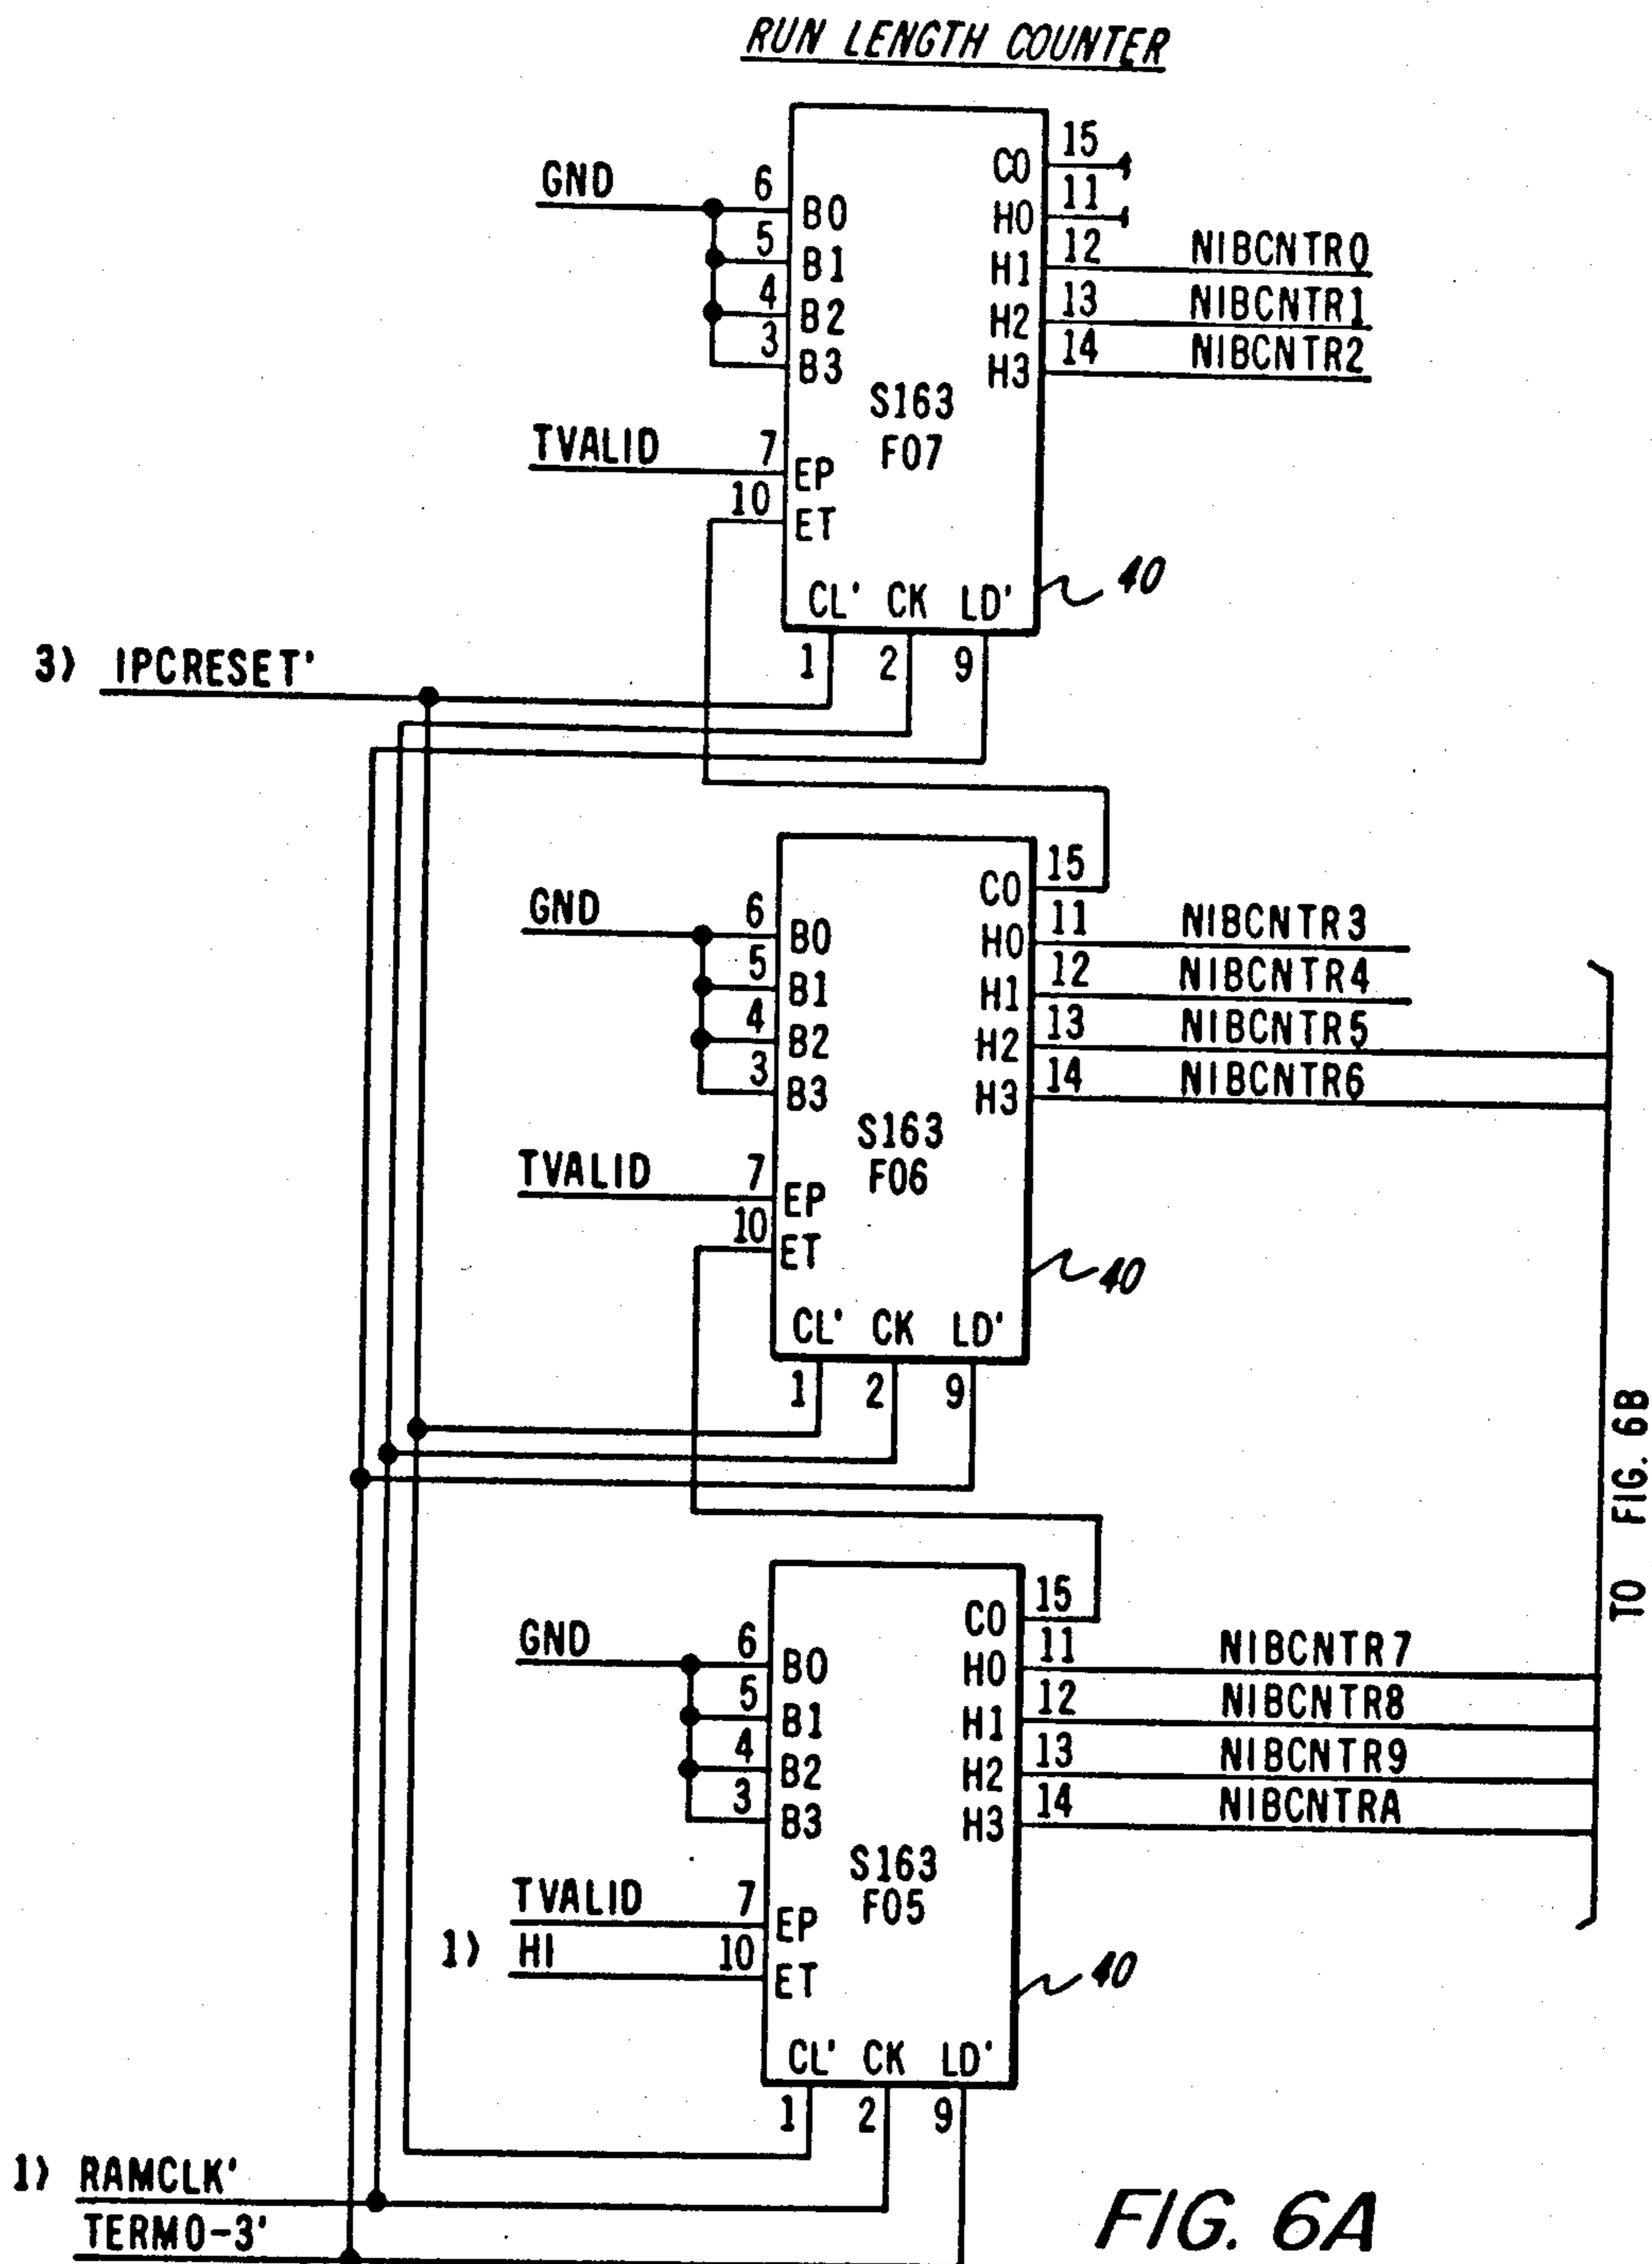 RUN LENGTH COUNTER
GND
6 B0
5 B1
4 B2
3 B3
CO 15
H0 11
H1 12 NIBCNTR0
H2 13 NIBCNTR1
H3 14 NIBCNTR2
S163
F07
TVALID 7 EP
10 ET
CL' CK LD'
40
1 2 9
3) IPCRESET'
GND
6 B0
5 B1
4 B2
3 B3
CO 15
H0 11 NIBCNTR3
H1 12 NIBCNTR4
H2 13 NIBCNTR5
H3 14 NIBCNTR6
S163
F06
TVALID 7 EP
10 ET
CL' CK LD'
40
1 2 9
TO FIG. 6B
GND
6 B0
5 B1
4 B2
3 B3
CO 15
H0 11 NIBCNTR7
H1 12 NIBCNTR8
H2 13 NIBCNTR9
H3 14 NIBCNTRA
S163
F05
TVALID 7 EP
1) HI 10 ET
CL' CK LD'
40
1 2 9
1) RAMCLK'
TERM0-3'
FIG. 6A